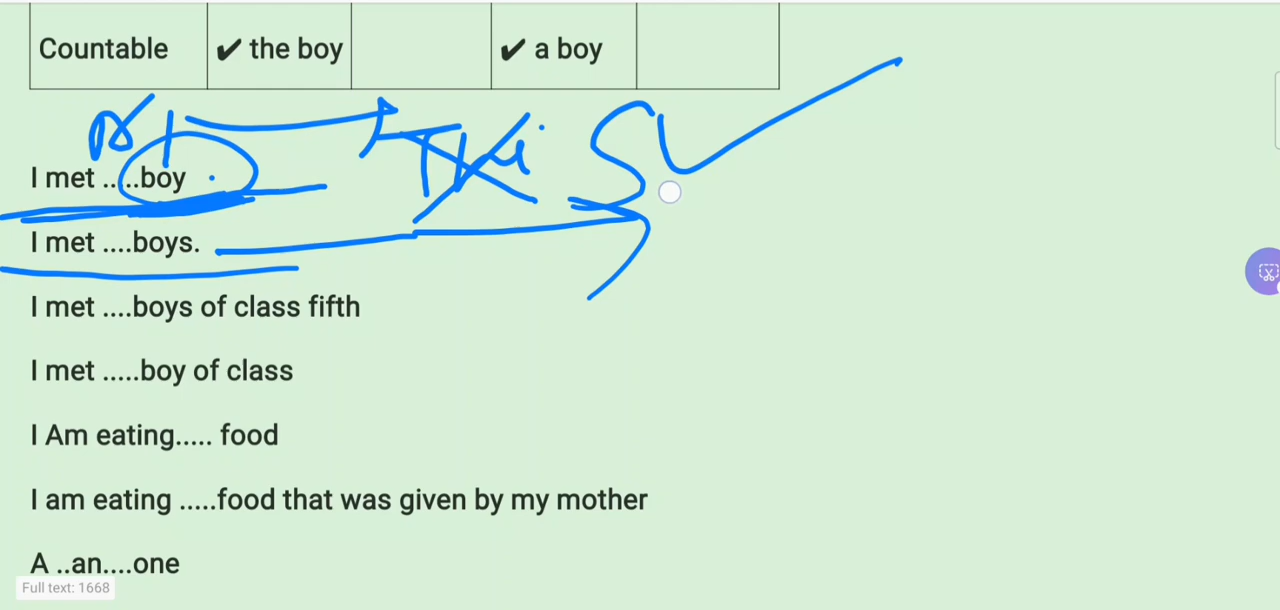 Countable ✔ the boy ✔ a boy
I met .....boy
I met ....boys.
I met ....boys of class fifth
I met .....boy of class
I Am eating..... food
I am eating .....food that was given by my mother
A ..an....one
Full text: 1668